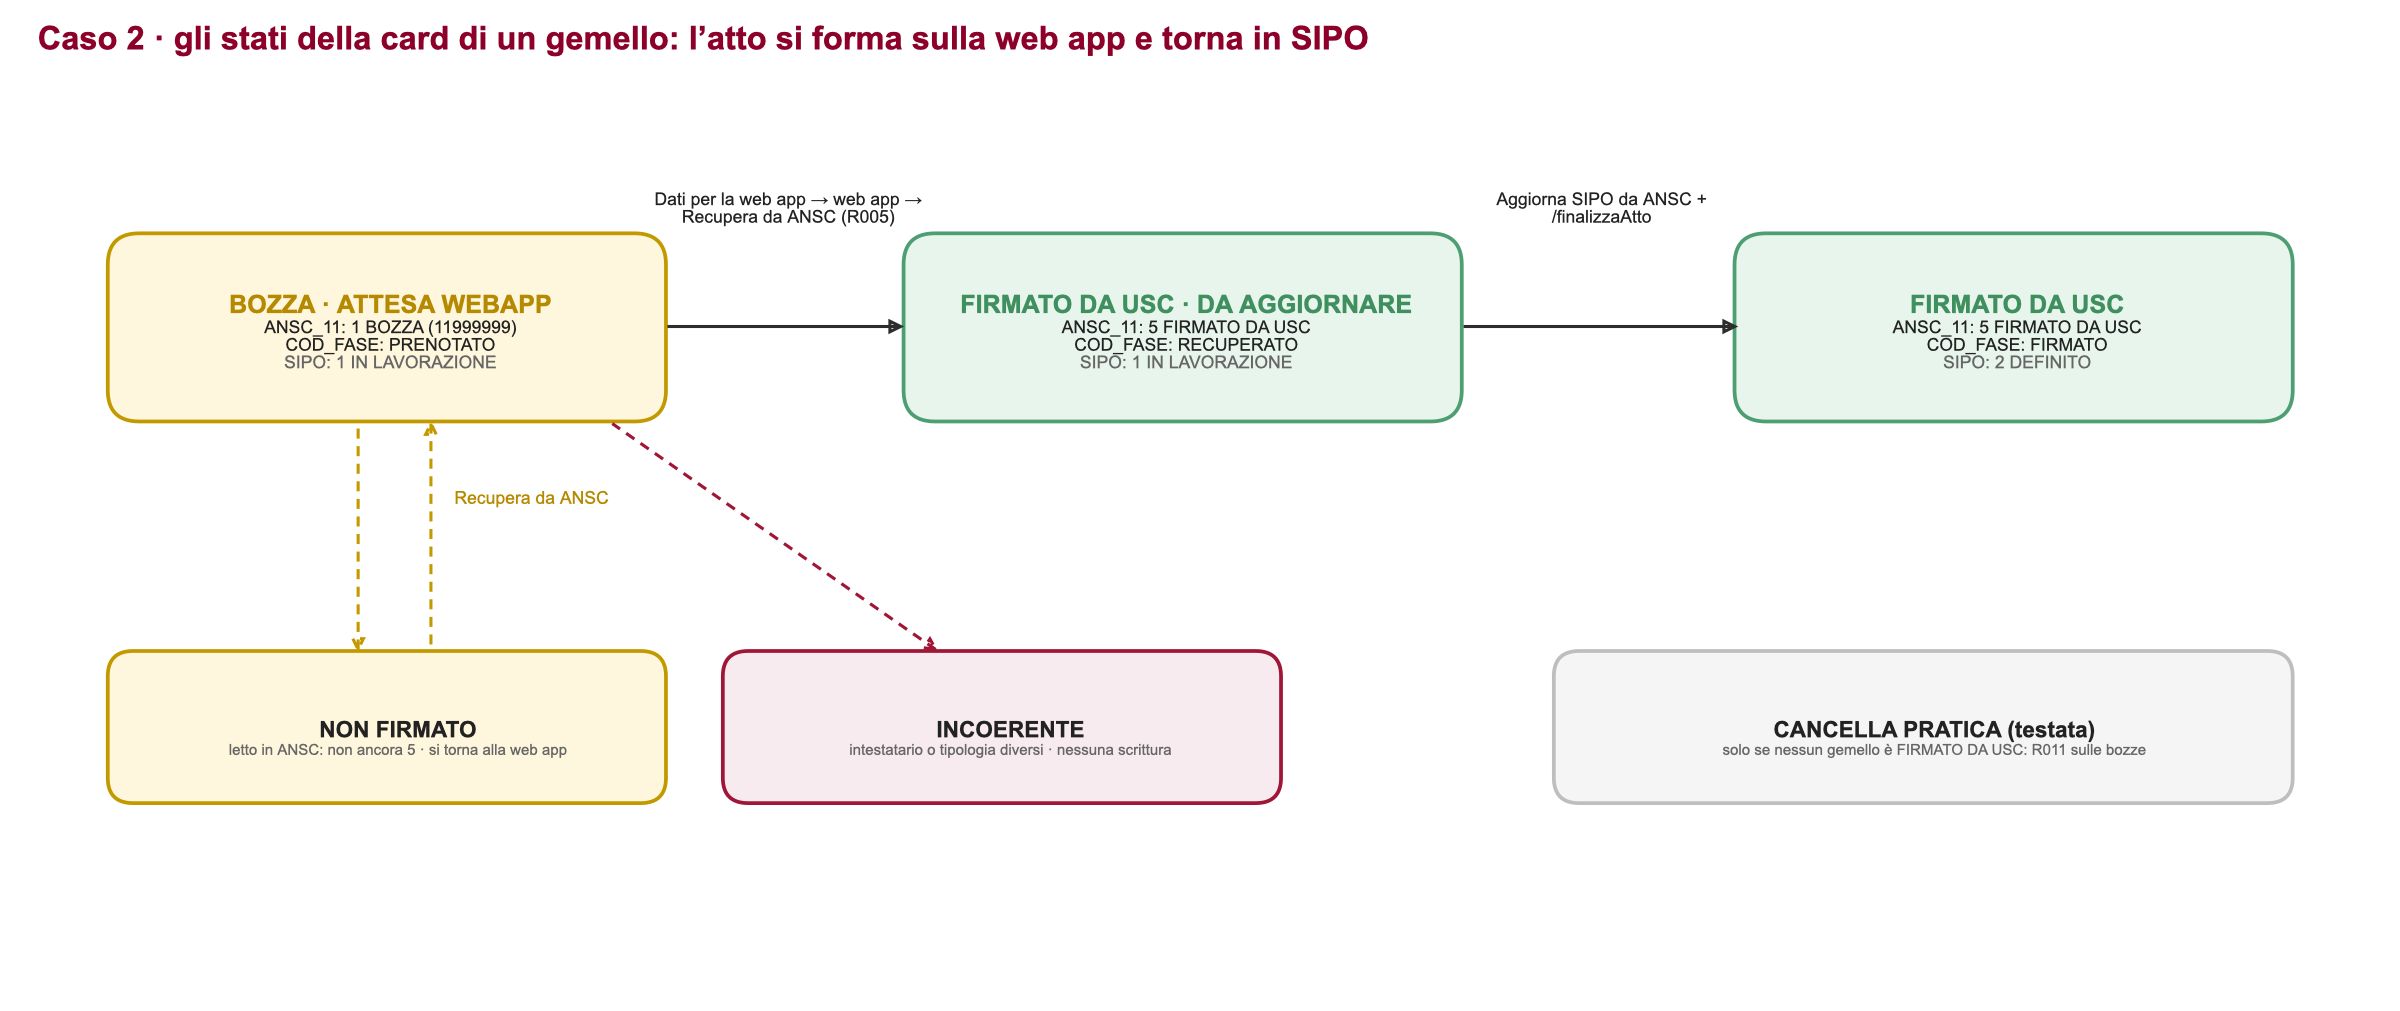 Caso 2 · gli stati della card di un gemello: l’atto si forma sulla web app e torna in SIPO
Dati per la web app → web app →
Recupera da ANSC (R005)
Aggiorna SIPO da ANSC +
/finalizzaAtto
BOZZA · ATTESA WEBAPP
ANSC_11: 1 BOZZA (11999999)
COD_FASE: PRENOTATO
SIPO: 1 IN LAVORAZIONE
FIRMATO DA USC · DA AGGIORNARE
ANSC_11: 5 FIRMATO DA USC
COD_FASE: RECUPERATO
SIPO: 1 IN LAVORAZIONE
FIRMATO DA USC
ANSC_11: 5 FIRMATO DA USC
COD_FASE: FIRMATO
SIPO: 2 DEFINITO
Recupera da ANSC
NON FIRMATO
letto in ANSC: non ancora 5 · si torna alla web app
INCOERENTE
intestatario o tipologia diversi · nessuna scrittura
CANCELLA PRATICA (testata)
solo se nessun gemello è FIRMATO DA USC: R011 sulle bozze